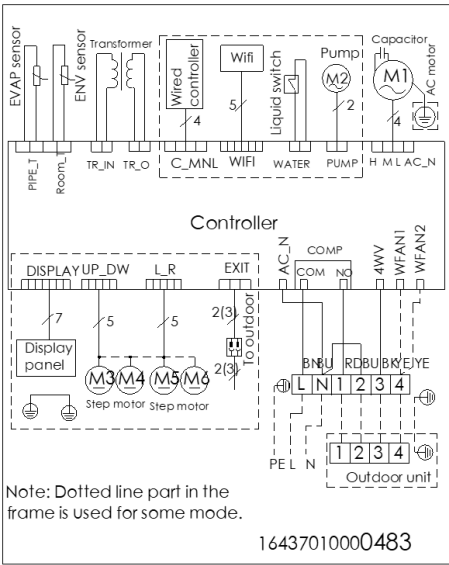 EVAP sensor
ENV sensor
Transformer
Wired controller
4
Wifi
5
Liquid switch
Pump
M2
2
Capacitor
M1
4
AC motor
PIPE_T
Room_T
TR_IN
TR_O
C_MNL
WIFI
WATER
PUMP
H M L AC_N
Controller
DISPLAY
UP_DW
L_R
EXIT
AC_N
COMP
COM
NO
4WV
WFAN1
WFAN2
7
5
5
2(3)
2(3)
To outdoor
Display panel
M3
M4
M5
M6
Step motor
Step motor
BN
BU
RD
BU
BK
YE
YE
L N 1 2 3 4
PE L N
1 2 3 4
Outdoor unit
Note: Dotted line part in the
frame is used for some mode.
16437010000483